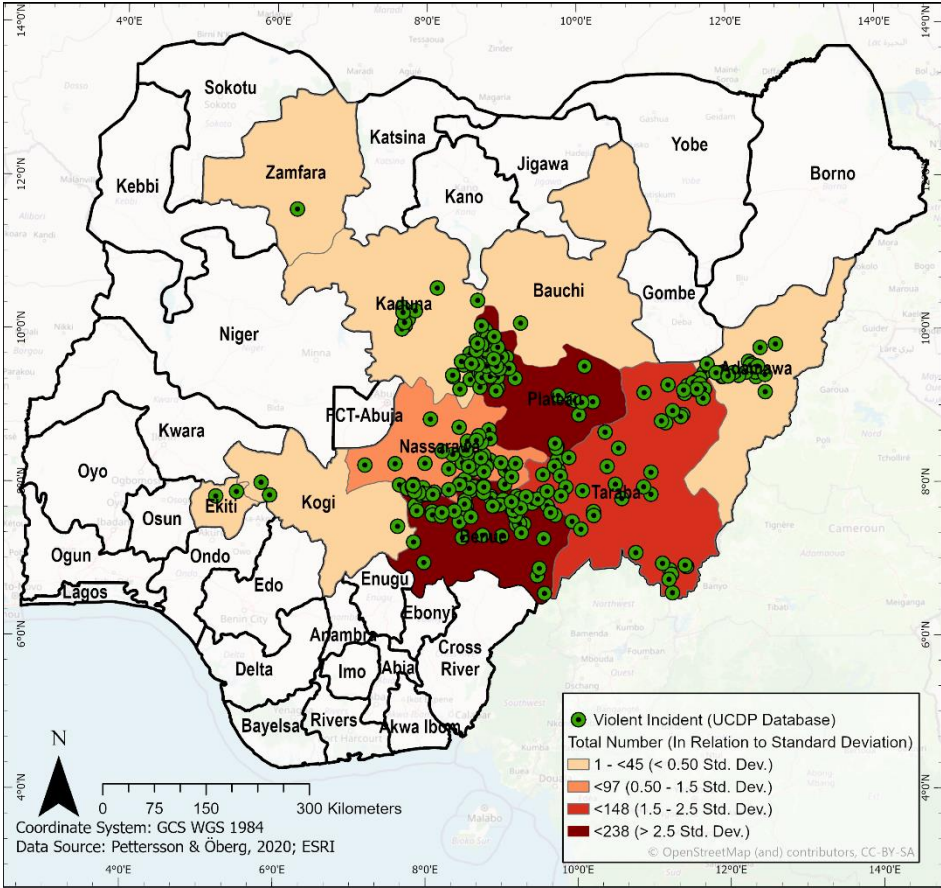 4°0'E 6°0'E 8°0'E 10°0'E 12°0'E 14°0'E
14°0'N 14°0'N
Sokotu
Katsina
Yobe
Jigawa
Zamfara
Borno
12°0'N 12°0'N
Kebbi
Kano
Bauchi
Gombe
Kaduna
10°0'N 10°0'N
Niger
Adamawa
Plateau
FCT-Abuja
Kwara
Nassarawa
Oyo
8°0'N 8°0'N
Taraba
Ekiti
Kogi
Osun
Benue
Ogun
Ondo
Enugu
Edo
Lagos
Ebony
6°0'N 6°0'N
Anambra
Cross
River
Delta
Imo
Abia
Bayelsa
Rivers
Akwa Ibom
N
4°0'N 4°0'N
0 75 150 300 Kilometers
Coordinate System: GCS WGS 1984
Data Source: Pettersson & Öberg, 2020; ESRI
Violent Incident (UCDP Database)
Total Number (In Relation to Standard Deviation)
1 - <45 (< 0.50 Std. Dev.)
<97 (0.50 - 1.5 Std. Dev.)
<148 (1.5 - 2.5 Std. Dev.)
<238 (> 2.5 Std. Dev.)
© OpenStreetMap (and) contributors, CC-BY-SA
4°0'E 6°0'E 8°0'E 10°0'E 12°0'E 14°0'E